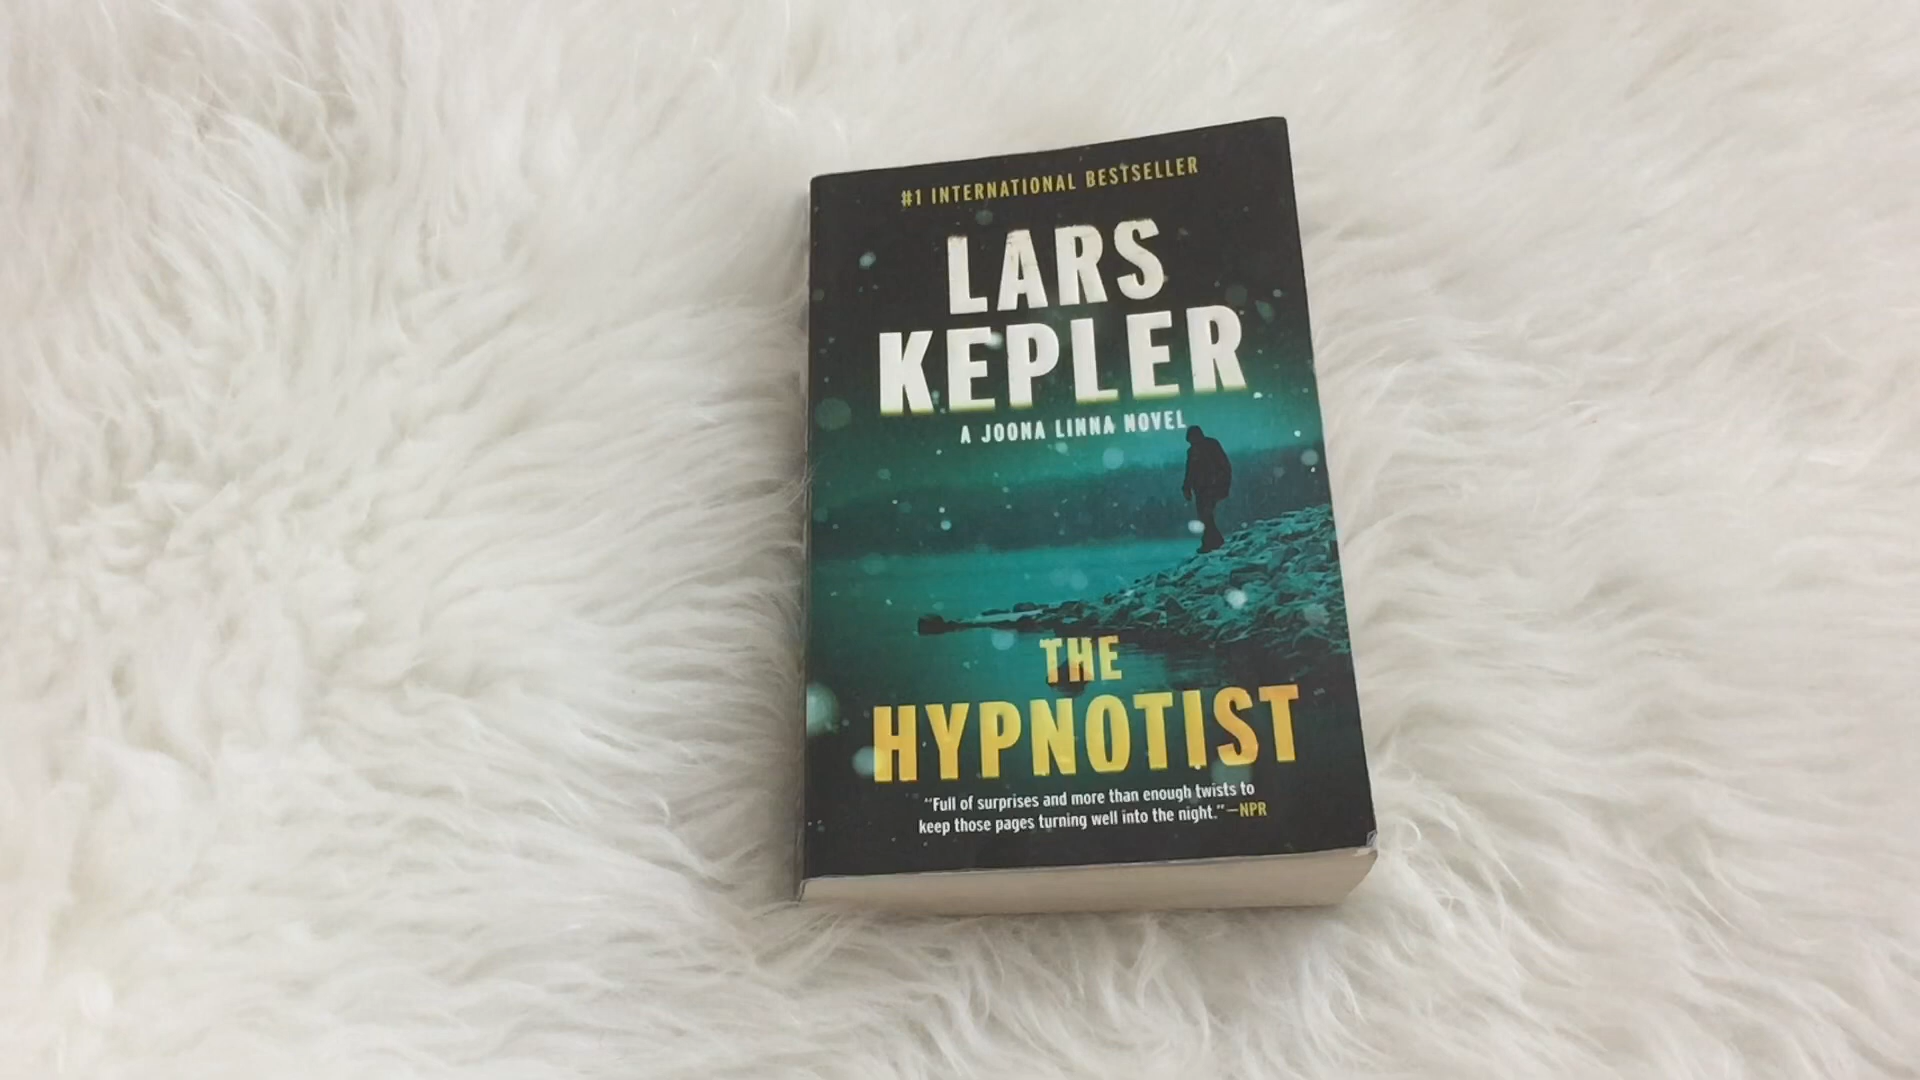 #1 INTERNATIONAL BESTSELLER
LARS
KEPLER
A JOONA LINNA NOVEL
THE
HYPNOTIST
"Full of surprises and more than enough twists to
keep those pages turning well into the night."—NPR